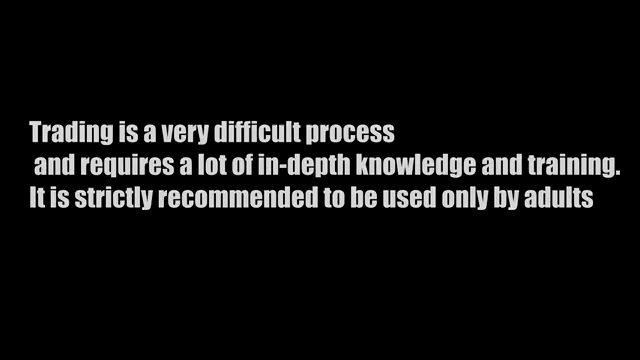 Trading is a very difficult process
and requires a lot of in-depth knowledge and training.
It is strictly recommended to be used only by adults